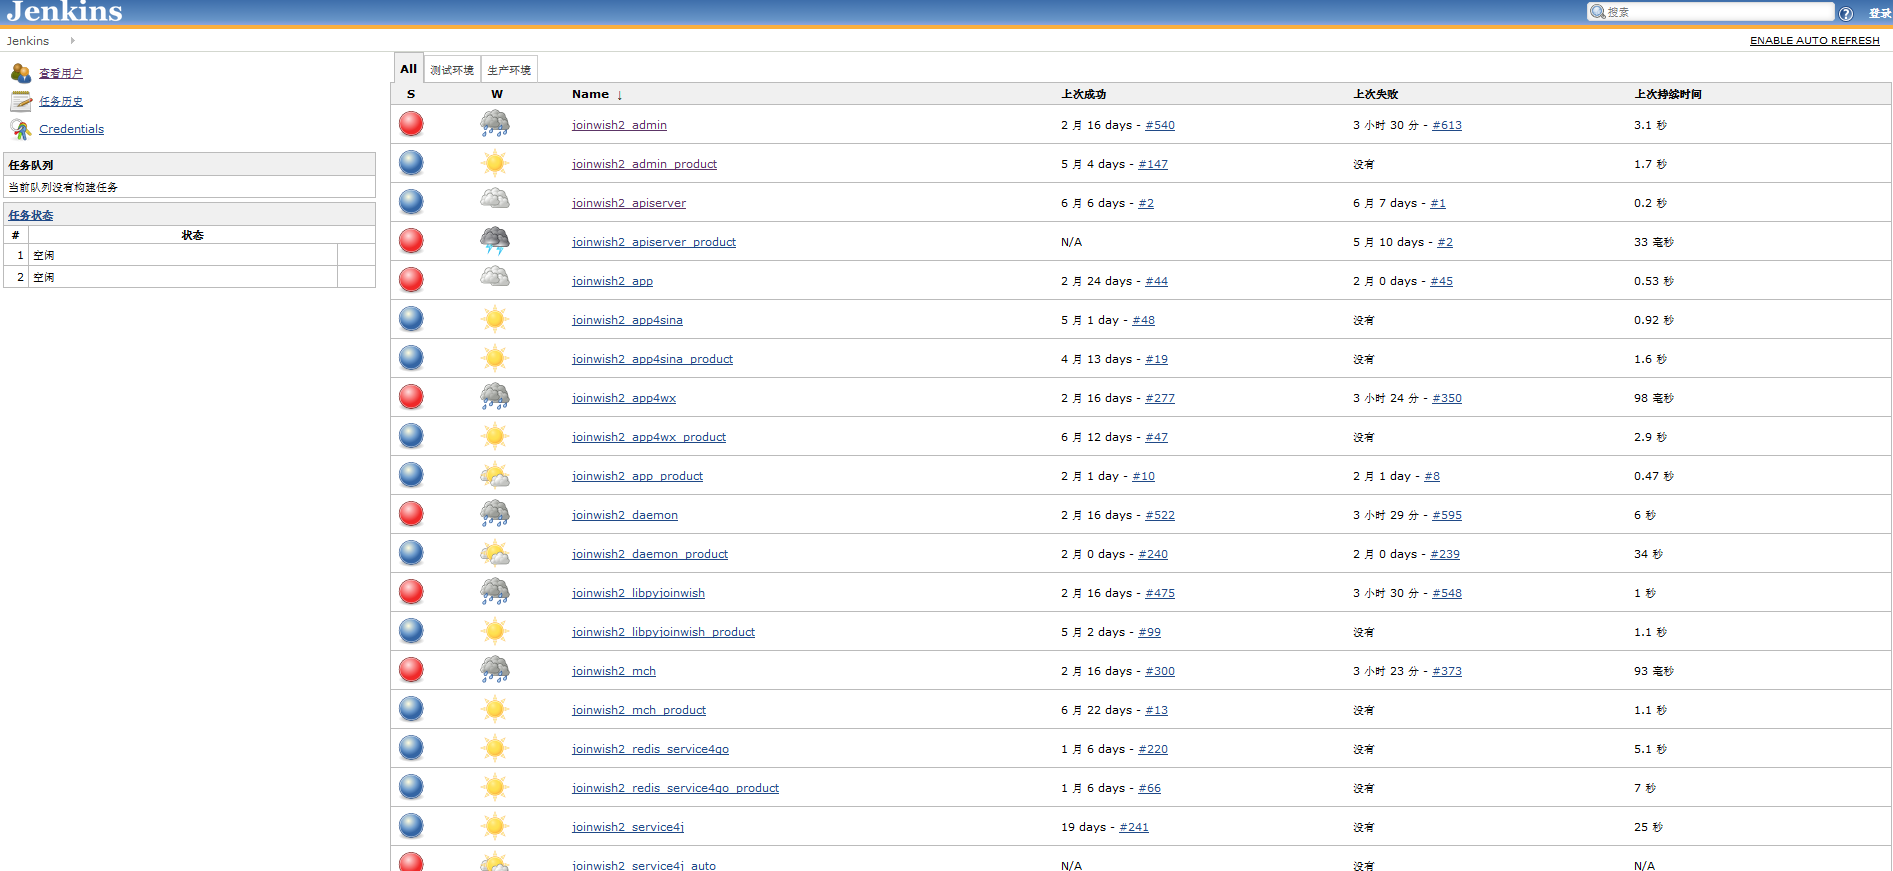 Jenkins
搜索
登录
Jenkins
ENABLE AUTO REFRESH
查看用户
任务历史
Credentials
任务队列
当前队列没有构建任务
任务状态
# 状态
1 空闲
2 空闲
All 测试环境 生产环境
S W Name ↓ 上次成功 上次失败 上次持续时间
joinwish2_admin 2 月 16 days - #540 3 小时 30 分 - #613 3.1 秒
joinwish2_admin_product 5 月 4 days - #147 没有 1.7 秒
joinwish2_apiserver 6 月 6 days - #2 6 月 7 days - #1 0.2 秒
joinwish2_apiserver_product N/A 5 月 10 days - #2 33 毫秒
joinwish2_app 2 月 24 days - #44 2 月 0 days - #45 0.53 秒
joinwish2_app4sina 5 月 1 day - #48 没有 0.92 秒
joinwish2_app4sina_product 4 月 13 days - #19 没有 1.6 秒
joinwish2_app4wx 2 月 16 days - #277 3 小时 24 分 - #350 98 毫秒
joinwish2_app4wx_product 6 月 12 days - #47 没有 2.9 秒
joinwish2_app_product 2 月 1 day - #10 2 月 1 day - #8 0.47 秒
joinwish2_daemon 2 月 16 days - #522 3 小时 29 分 - #595 6 秒
joinwish2_daemon_product 2 月 0 days - #240 2 月 0 days - #239 34 秒
joinwish2_libpyjoinwish 2 月 16 days - #475 3 小时 30 分 - #548 1 秒
joinwish2_libpyjoinwish_product 5 月 2 days - #99 没有 1.1 秒
joinwish2_mch 2 月 16 days - #300 3 小时 23 分 - #373 93 毫秒
joinwish2_mch_product 6 月 22 days - #13 没有 1.1 秒
joinwish2_redis_service4go 1 月 6 days - #220 没有 5.1 秒
joinwish2_redis_service4go_product 1 月 6 days - #66 没有 7 秒
joinwish2_service4j 19 days - #241 没有 25 秒
joinwish2_service4j_auto N/A 没有 N/A